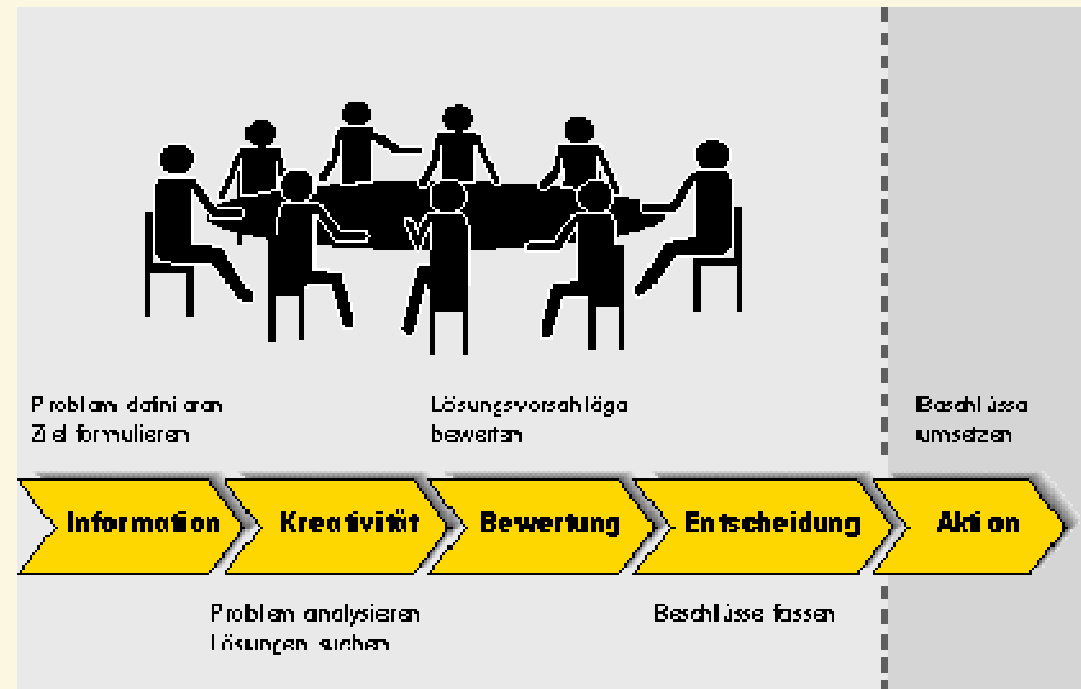 Problem definieren
Ziel formulieren
Lösungsvorschläge
bewerten
Beschlüsse
umsetzen
Information
Kreativität
Bewertung
Entscheidung
Aktion
Problem analysieren
Lösungen suchen
Beschlüsse fassen